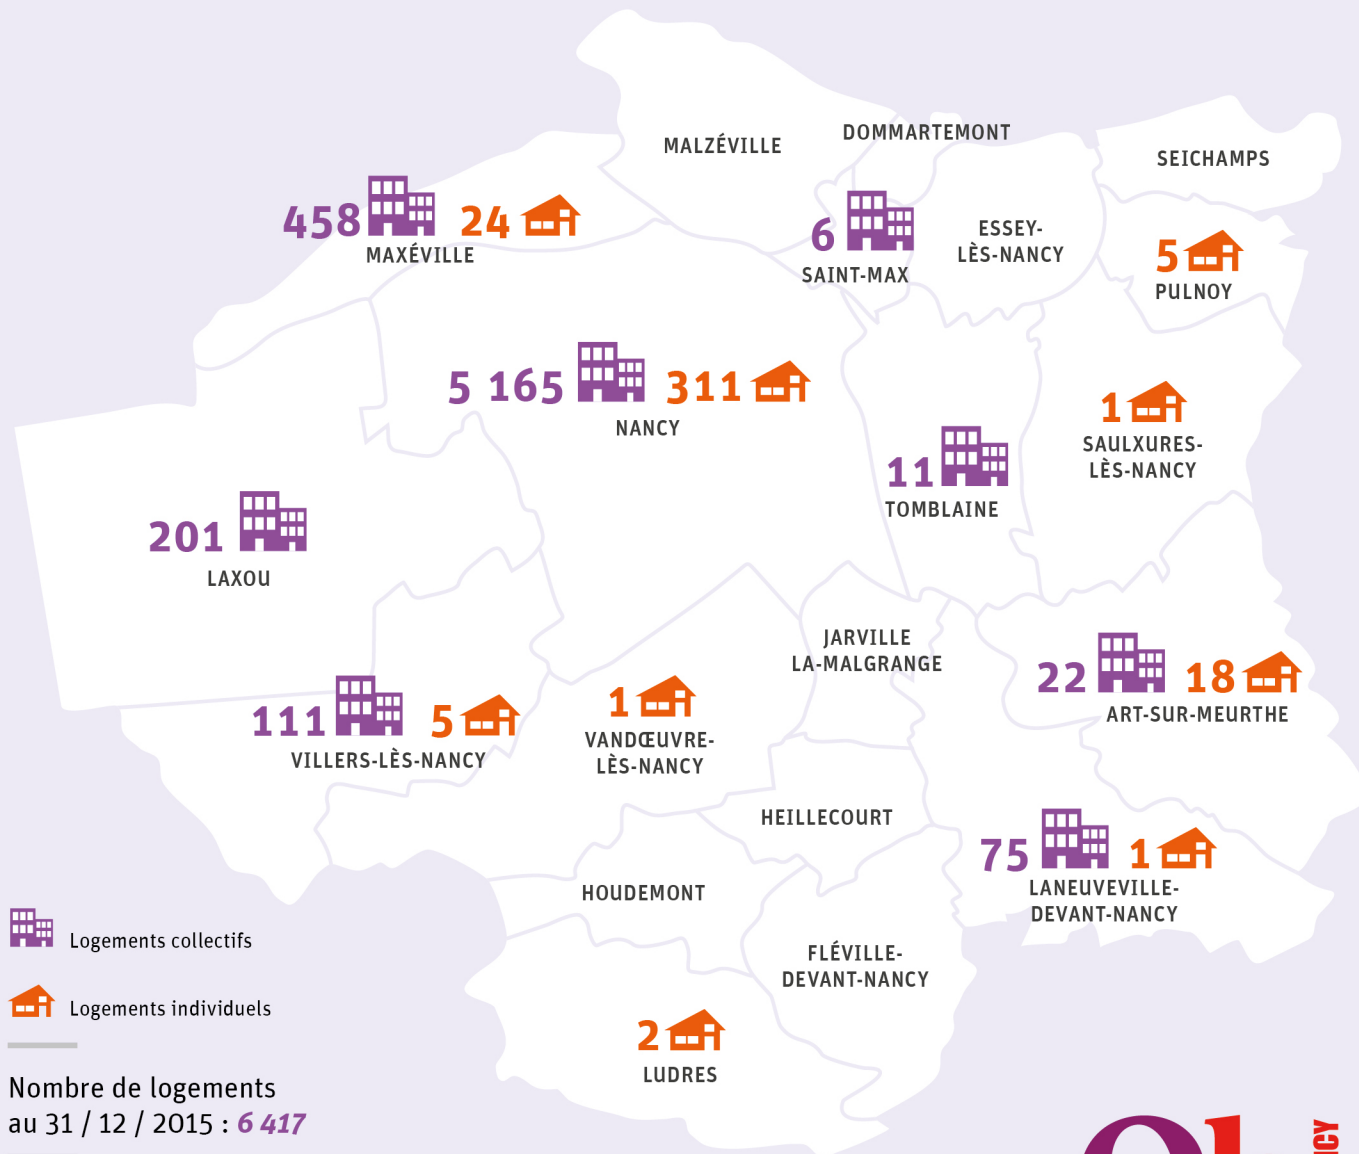 MALZÉVILLE
DOMMARTEMONT
SEICHAMPS
458 24
MAXÉVILLE
6
SAINT-MAX
ESSEY-
LÈS-NANCY
5
PULNOY
5 165 311
NANCY
1
SAULXURES-
LÈS-NANCY
11
TOMBLAINE
201
LAXOU
JARVILLE
LA-MALGRANGE
22 18
ART-SUR-MEURTHE
111 5
VILLERS-LÈS-NANCY
1
VANDŒUVRE-
LÈS-NANCY
HEILLECOURT
75 1
LANEUVEVILLE-
DEVANT-NANCY
HOUDEMONT
FLÉVILLE-
DEVANT-NANCY
2
LUDRES
Logements collectifs
Logements individuels
Nombre de logements
au 31 / 12 / 2015 : 6 417